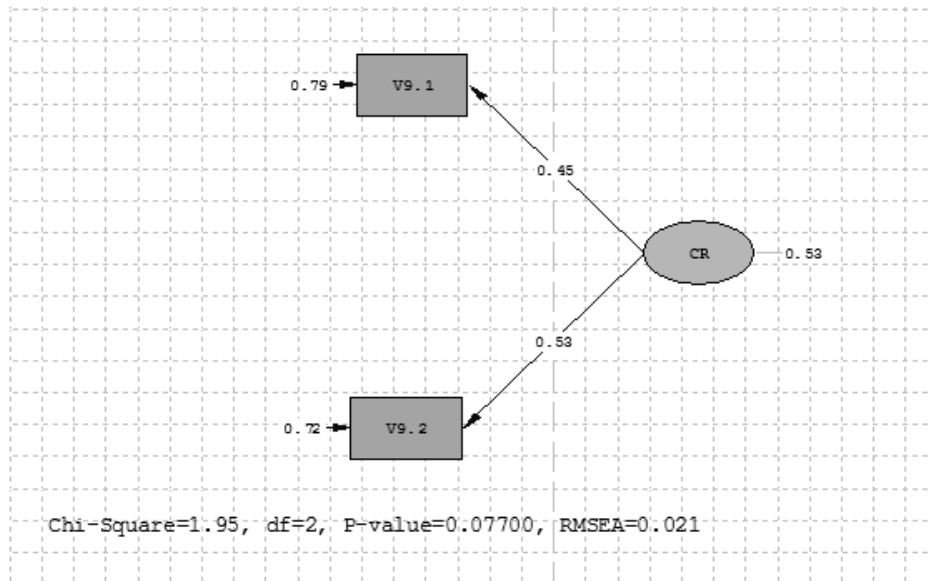 0.79
V9.1
0.45
CR
0.53
0.53
0.72
V9.2
Chi-Square=1.95, df=2, P-value=0.07700, RMSEA=0.021